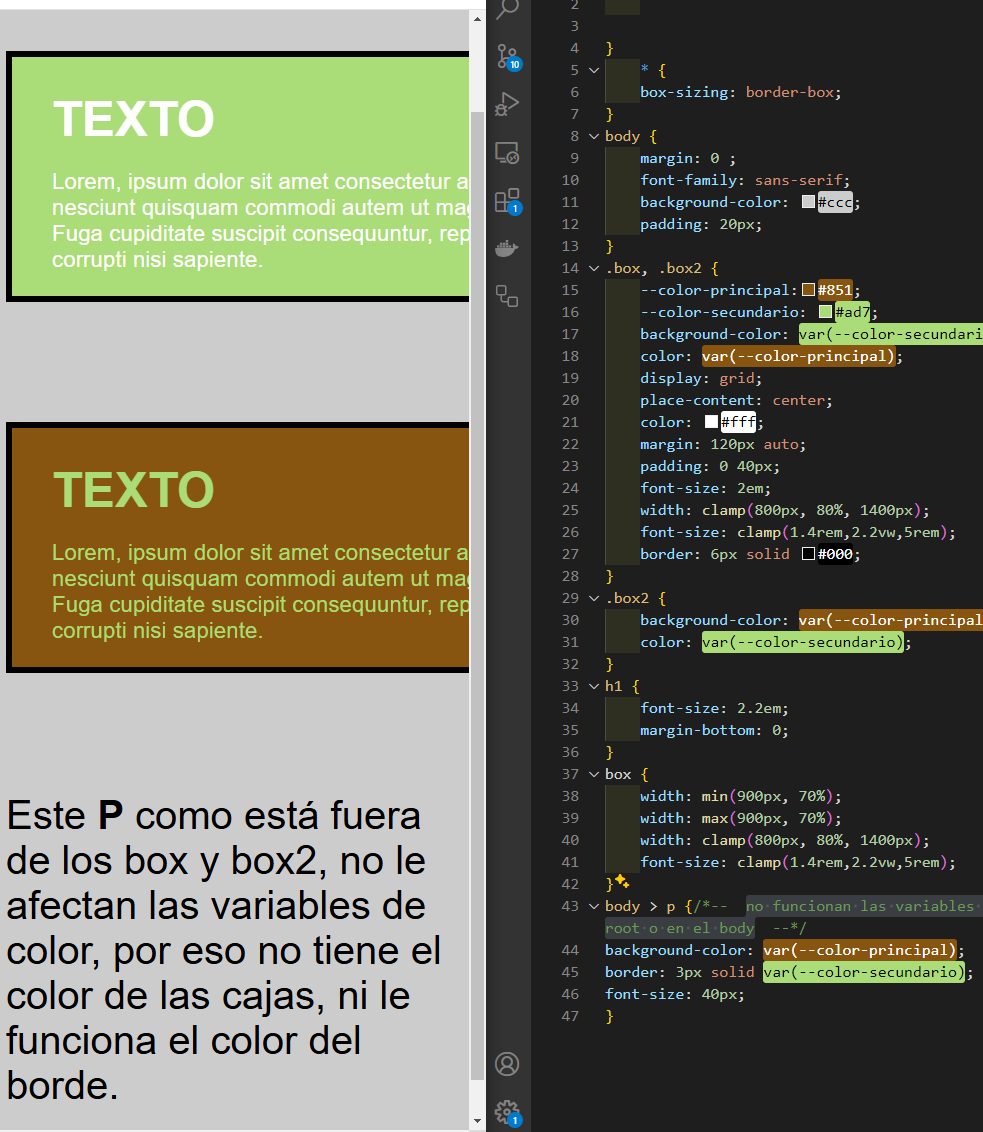 TEXTO
Lorem, ipsum dolor sit amet consectetur a
nesciunt quisquam commodi autem ut mag
Fuga cupiditate suscipit consequuntur, rep
corrupti nisi sapiente.
TEXTO
Lorem, ipsum dolor sit amet consectetur a
nesciunt quisquam commodi autem ut mag
Fuga cupiditate suscipit consequuntur, rep
corrupti nisi sapiente.
Este P como está fuera
de los box y box2, no le
afectan las variables de
color, por eso no tiene el
color de las cajas, ni le
funciona el color del
borde.
10
1
1
2
3
4 }
5 * {
6 box-sizing: border-box;
7 }
8 body {
9 margin: 0 ;
10 font-family: sans-serif;
11 background-color: #ccc;
12 padding: 20px;
13 }
14 .box, .box2 {
15 --color-principal: #851;
16 --color-secundario: #ad7;
17 background-color: var(--color-secundari
18 color: var(--color-principal);
19 display: grid;
20 place-content: center;
21 color: #fff;
22 margin: 120px auto;
23 padding: 0 40px;
24 font-size: 2em;
25 width: clamp(800px, 80%, 1400px);
26 font-size: clamp(1.4rem,2.2vw,5rem);
27 border: 6px solid #000;
28 }
29 .box2 {
30 background-color: var(--color-principal
31 color: var(--color-secundario);
32 }
33 h1 {
34 font-size: 2.2em;
35 margin-bottom: 0;
36 }
37 box {
38 width: min(900px, 70%);
39 width: max(900px, 70%);
40 width: clamp(800px, 80%, 1400px);
41 font-size: clamp(1.4rem,2.2vw,5rem);
42 }
43 body > p {/*-- no funcionan las variables
root o en el body --*/
44 background-color: var(--color-principal);
45 border: 3px solid var(--color-secundario);
46 font-size: 40px;
47 }